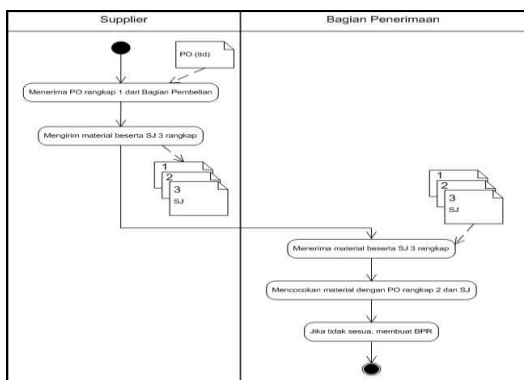 Supplier
Bagian Penerimaan
PO (ttd)
Menerima PO rangkap 1 dari Bagian Pembelian
Mengirim material beserta SJ 3 rangkap
1
2
3
SJ
1
2
3
SJ
Menerima material beserta SJ 3 rangkap
Mencocokan material dengan PO rangkap 2 dan SJ
Jika tidak sesua, membuat BPR